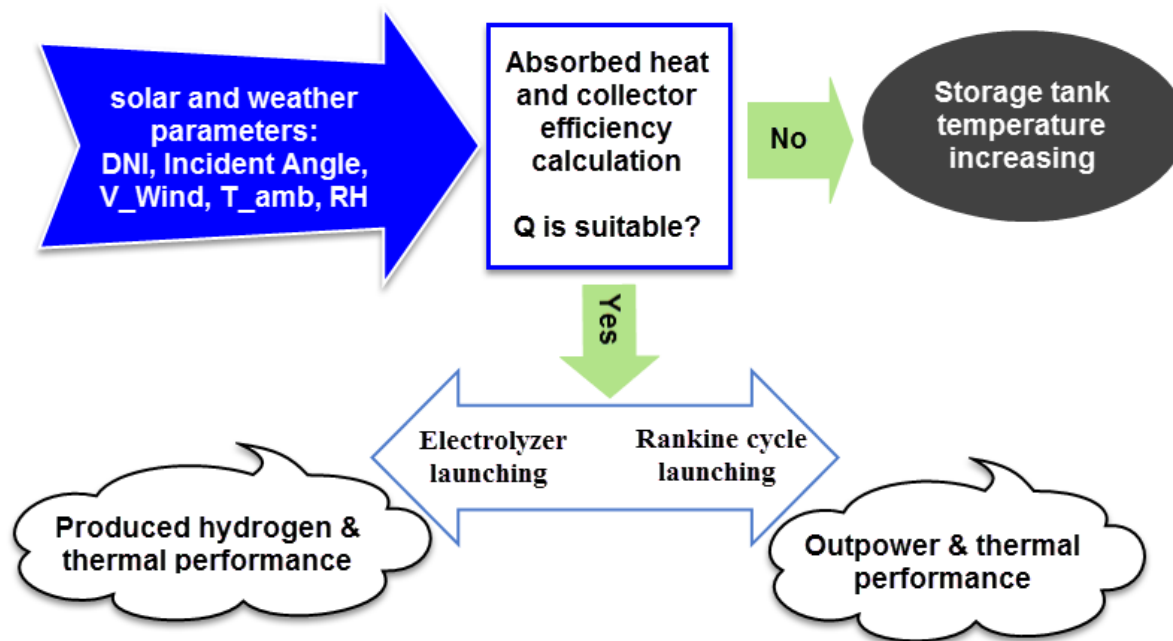 solar and weather
parameters:
DNI, Incident Angle,
V_Wind, T_amb, RH
Absorbed heat
and collector
efficiency
calculation
Q is suitable?
No
Storage tank
temperature
increasing
Yes
Electrolyzer
launching
Rankine cycle
launching
Produced hydrogen &
thermal performance
Outpower & thermal
performance